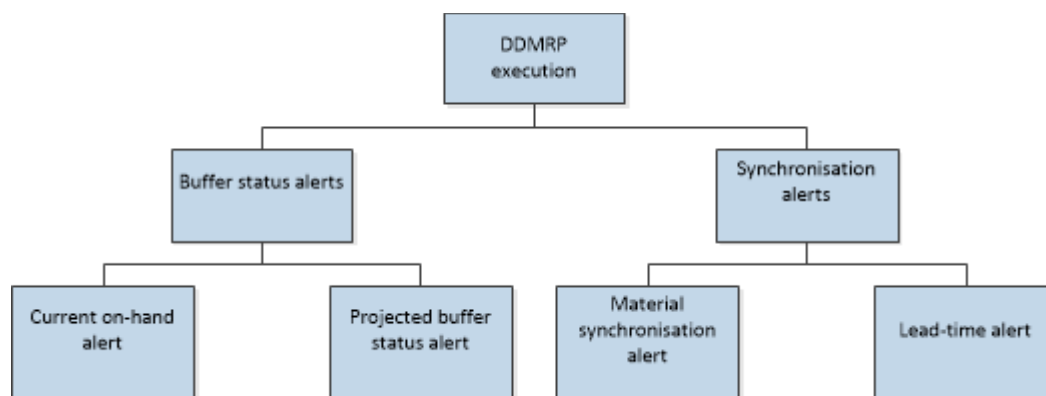 DDMRP
execution
Buffer status alerts
Synchronisation
alerts
Current on-hand
alert
Projected buffer
status alert
Material
synchronisation
alert
Lead-time alert